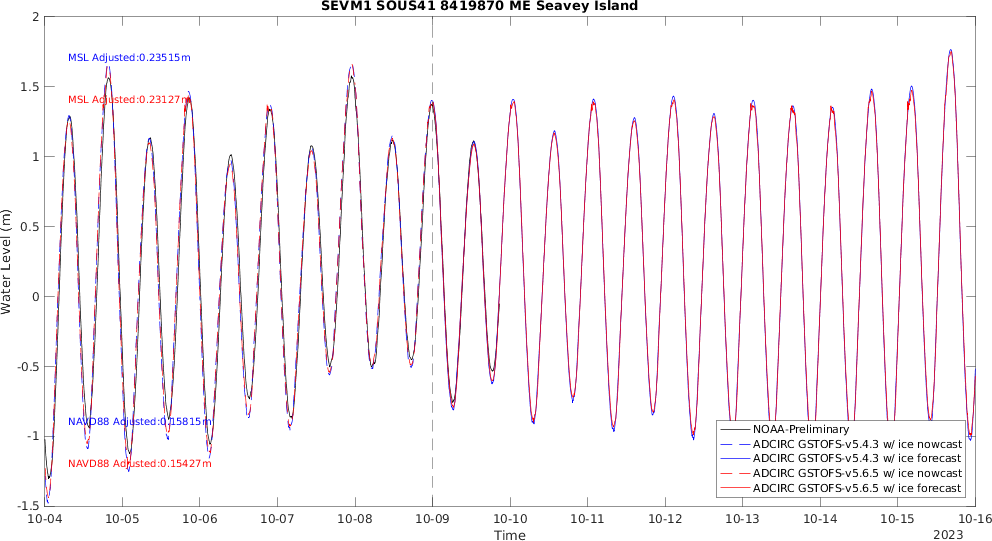 SEVM1 SOUS41 8419870 ME Seavey Island
Water Level (m)
2
1.5
1
0.5
0
-0.5
-1
-1.5
MSL Adjusted:0.23515m
MSL Adjusted:0.23127m
NAVD88 Adjusted:0.15815m
NAVD88 Adjusted:0.15427m
NOAA-Preliminary
ADCIRC GSTOFS-v5.4.3 w/ ice nowcast
ADCIRC GSTOFS-v5.4.3 w/ ice forecast
ADCIRC GSTOFS-v5.6.5 w/ ice nowcast
ADCIRC GSTOFS-v5.6.5 w/ ice forecast
10-04 10-05 10-06 10-07 10-08 10-09 10-10 10-11 10-12 10-13 10-14 10-15 10-16
Time
2023